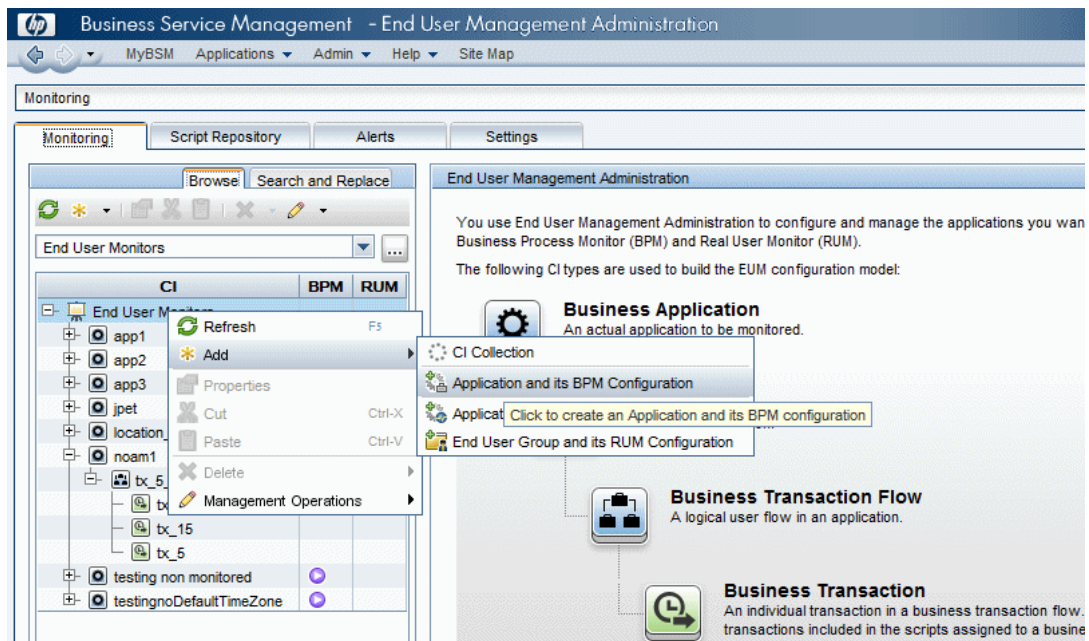 hp Business Service Management - End User Management Administration
MyBSM Applications Admin Help Site Map
Monitoring
Monitoring Script Repository Alerts Settings
Browse Search and Replace
End User Management Administration
You use End User Management Administration to configure and manage the applications you wan
Business Process Monitor (BPM) and Real User Monitor (RUM).
The following CI types are used to build the EUM configuration model:
End User Monitors ...
CI BPM RUM
End User
app1
app2
app3
jpet
location_
noam1
tx_5_
tx_15
tx_5
testing non monitored
testingnoDefaultTimeZone
Refresh F5
Add
Properties
Cut Ctrl-X
Paste Ctrl-V
Delete
Management Operations
CI Collection
Application and its BPM Configuration
Applicat
Click to create an Application and its BPM configuration
End User Group and its RUM Configuration
Business Application
An actual application to be monitored.
Business Transaction Flow
A logical user flow in an application.
Business Transaction
An individual transaction in a business transaction flow.
transactions included in the scripts assigned to a busine